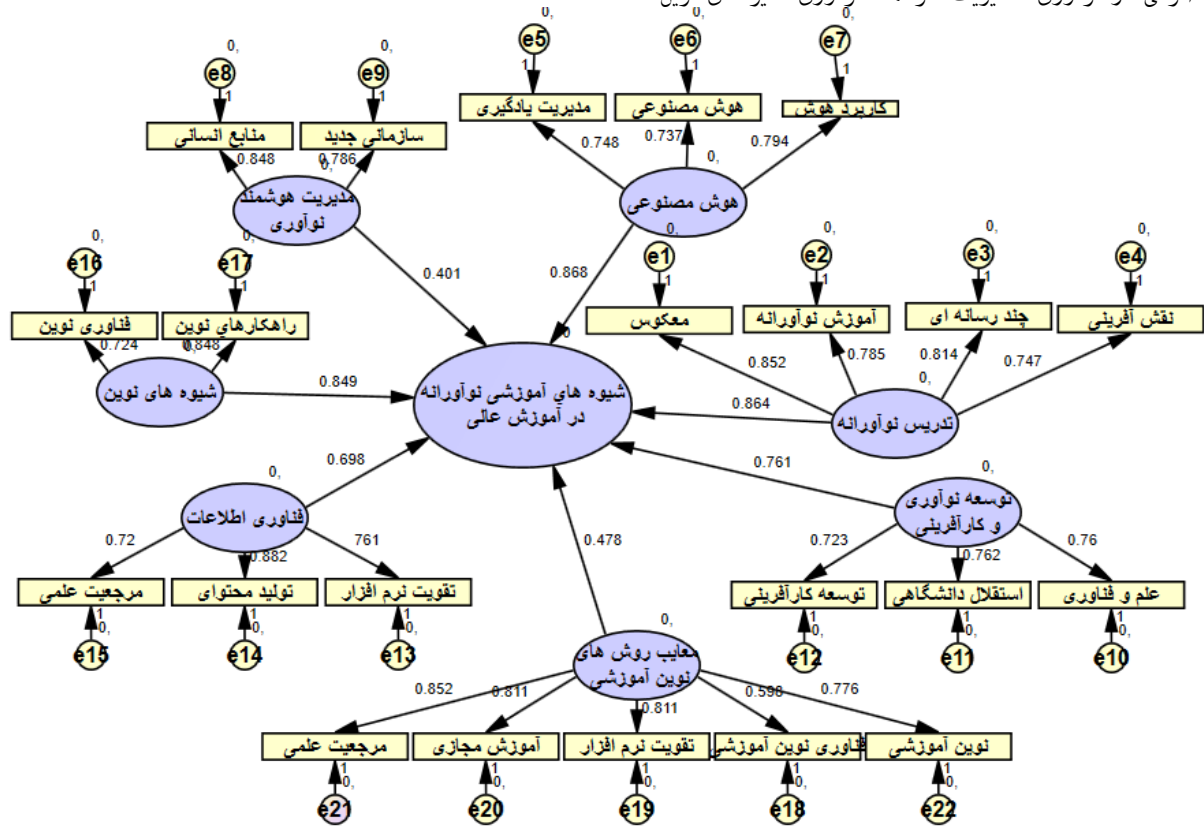 0,
0,
0,
0,
0,
e5
e6
e7
e8
e9
1
1
1
1
1
مدیریت یادگیری
هوش مصنوعی
کاربرد هوش
منابع انسانی
سازمانی جدید
0.748
0.737
0.794
0.848
0.786
0,
0,
مدیریت هوشمند
نوآوری
هوش مصنوعی
0,
0,
0,
0,
0,
0,
e16
e17
e1
e2
e3
e4
1
1
1
1
1
1
0.401
0.868
فناوری نوین
راهکارهای نوین
معکوس
آموزش نوآورانه
چند رسانه ای
نقش آفرینی
0.724
0.848
0,
0
0.852
0.785
0.814
0.747
0,
شیوه های نوین
0.849
شیوه های آموزشی نوآورانه
در آموزش عالی
0.864
تدریس نوآورانه
0.698
0.761
0,
0,
فناوری اطلاعات
توسعه نوآوری
و کارآفرینی
0.72
0.882
761
0.478
0.723
0.762
0.76
مرجعیت علمی
تولید محتوای
تقویت نرم افزار
توسعه کارآفرینی
استقلال دانشگاهی
علم و فناوری
1
0,
1
0,
1
0,
1
0,
1
0,
1
0,
e15
e14
e13
e12
e11
e10
0,
معایب روش های
نوین آموزشی
0.852
0.811
0.811
0.598
0.776
مرجعیت علمی
آموزش مجازی
تقویت نرم افزار
فناوری نوین آموزشی
نوین آموزشی
1
0,
1
0,
1
0,
1
0,
1
0,
e21
e20
e19
e18
e22